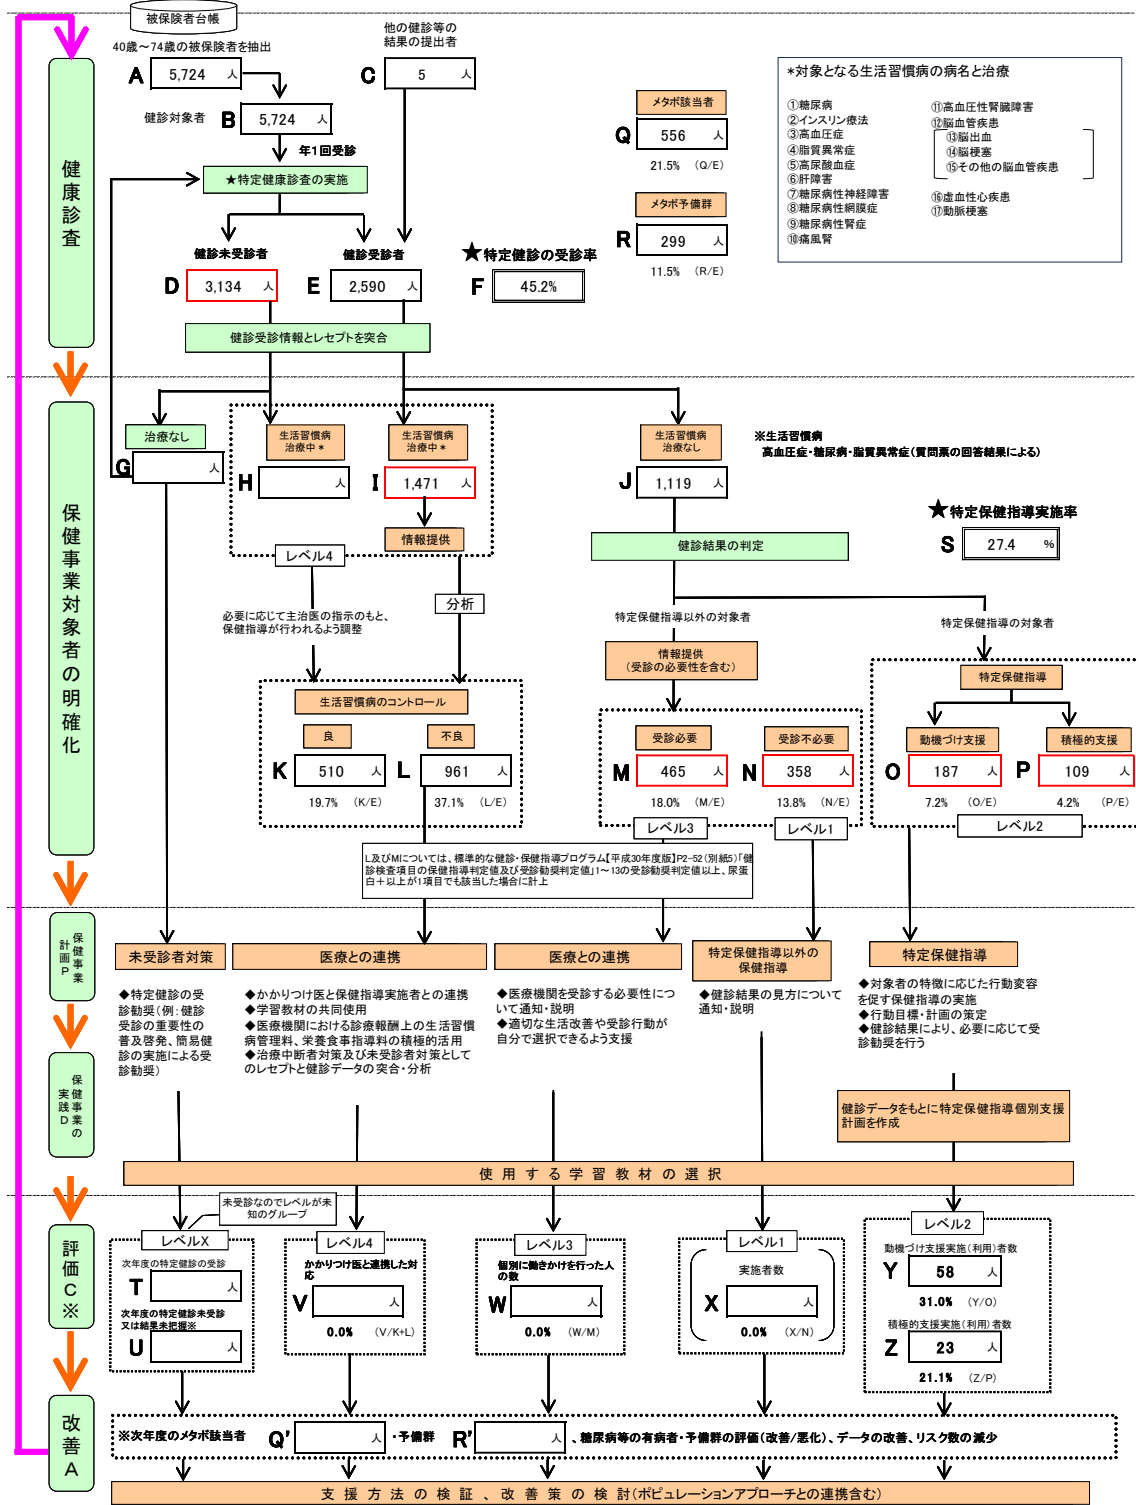 被保険者台帳
40歳～74歳の被保険者を抽出
A 5,724 人
他の健診等の
結果の提出者
C 5 人
健診対象者 B 5,724 人
年1回受診
★特定健康診査の実施
健診未受診者
D 3,134 人
健診受診者
E 2,590 人
★特定健診の受診率
F 45.2%
メタボ該当者
Q 556 人
21.5% (Q/E)
メタボ予備群
R 299 人
11.5% (R/E)
*対象となる生活習慣病の病名と治療
①糖尿病
②インスリン療法
③高血圧症
④脂質異常症
⑤高尿酸血症
⑥肝障害
⑦糖尿病性神経障害
⑧糖尿病性網膜症
⑨糖尿病性腎症
⑩痛風腎
⑪高血圧性腎臓障害
⑫脳血管疾患
⑬脳出血
⑭脳梗塞
⑮その他の脳血管疾患
⑯虚血性心疾患
⑰動脈梗塞
健康診査
健診受診情報とレセプトを突合
保健事業対象者の明確化
治療なし
G 人
生活習慣病
治療中*
H 人
生活習慣病
治療中*
I 1,471 人
情報提供
レベル4
生活習慣病
治療なし
J 1,119 人
※生活習慣病
高血圧症・糖尿病・脂質異常症(質問票の回答結果による)
★特定保健指導実施率
S 27.4 %
健診結果の判定
分析
必要に応じて主治医の指示のもと、
保健指導が行われるよう調整
特定保健指導以外の対象者
特定保健指導の対象者
情報提供
(受診の必要性を含む)
特定保健指導
生活習慣病のコントロール
良
K 510 人
19.7% (K/E)
不良
L 961 人
37.1% (L/E)
受診必要
M 465 人
18.0% (M/E)
レベル3
受診不必要
N 358 人
13.8% (N/E)
レベル1
動機づけ支援
O 187 人
7.2% (O/E)
積極的支援
P 109 人
4.2% (P/E)
レベル2
L及びMについては、標準的な健診・保健指導プログラム【平成30年度版】P2-52(別紙5)「健
診検査項目の保健指導判定値及び受診勧奨判定値」1～13の受診勧奨判定値以上、尿蛋
白＋以上が1項目でも該当した場合に計上
保健事業
計画P
未受診者対策
◆特定健診の受
診勧奨(例：健診
受診の重要性の
普及啓発、簡易健
診の実施による受
診勧奨)
医療との連携
◆かかりつけ医と保健指導実施者との連携
◆学習教材の共同使用
◆医療機関における診療報酬上の生活習慣
病管理料、栄養食事指導料の積極的活用
◆治療中断者対策及び未受診者対策として
のレセプトと健診データの突合・分析
医療との連携
◆医療機関を受診する必要性につ
いて通知・説明
◆適切な生活改善や受診行動が
自分で選択できるよう支援
特定保健指導以外の
保健指導
◆健診結果の見方について
通知・説明
特定保健指導
◆対象者の特徴に応じた行動変容
を促す保健指導の実施
◆行動目標・計画の策定
◆健診結果により、必要に応じて受
診勧奨を行う
保健事業の
実践D
健診データをもとに特定保健指導個別支援
計画を作成
使用する学習教材の選択
未受診なのでレベルが未
知のグループ
評価C※
レベルX
次年度の特定健診の受診
T 人
次年度の特定健診未受診
又は結果未把握※
U 人
レベル4
かかりつけ医と連携した対
応
V 人
0.0% (V/K+L)
レベル3
個別に働きかけを行った人
の数
W 人
0.0% (W/M)
レベル1
実施者数
X 人
0.0% (X/N)
レベル2
動機づけ支援実施(利用)者数
Y 58 人
31.0% (Y/O)
積極的支援実施(利用)者数
Z 23 人
21.1% (Z/P)
改善A
※次年度のメタボ該当者 Q' 人 ・予備群 R' 人 、糖尿病等の有病者・予備群の評価(改善/悪化)、データの改善、リスク数の減少
支援方法の検証、改善策の検討(ポピュレーションアプローチとの連携含む)